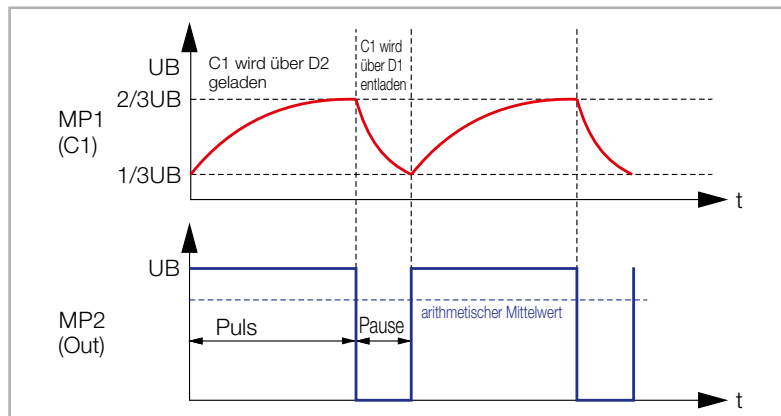 UB
C1 wird über D2
geladen
C1 wird
über D1
entladen
2/3UB
MP1
(C1)
1/3UB
t
UB
arithmetischer Mittelwert
MP2
(Out)
Puls
Pause
t